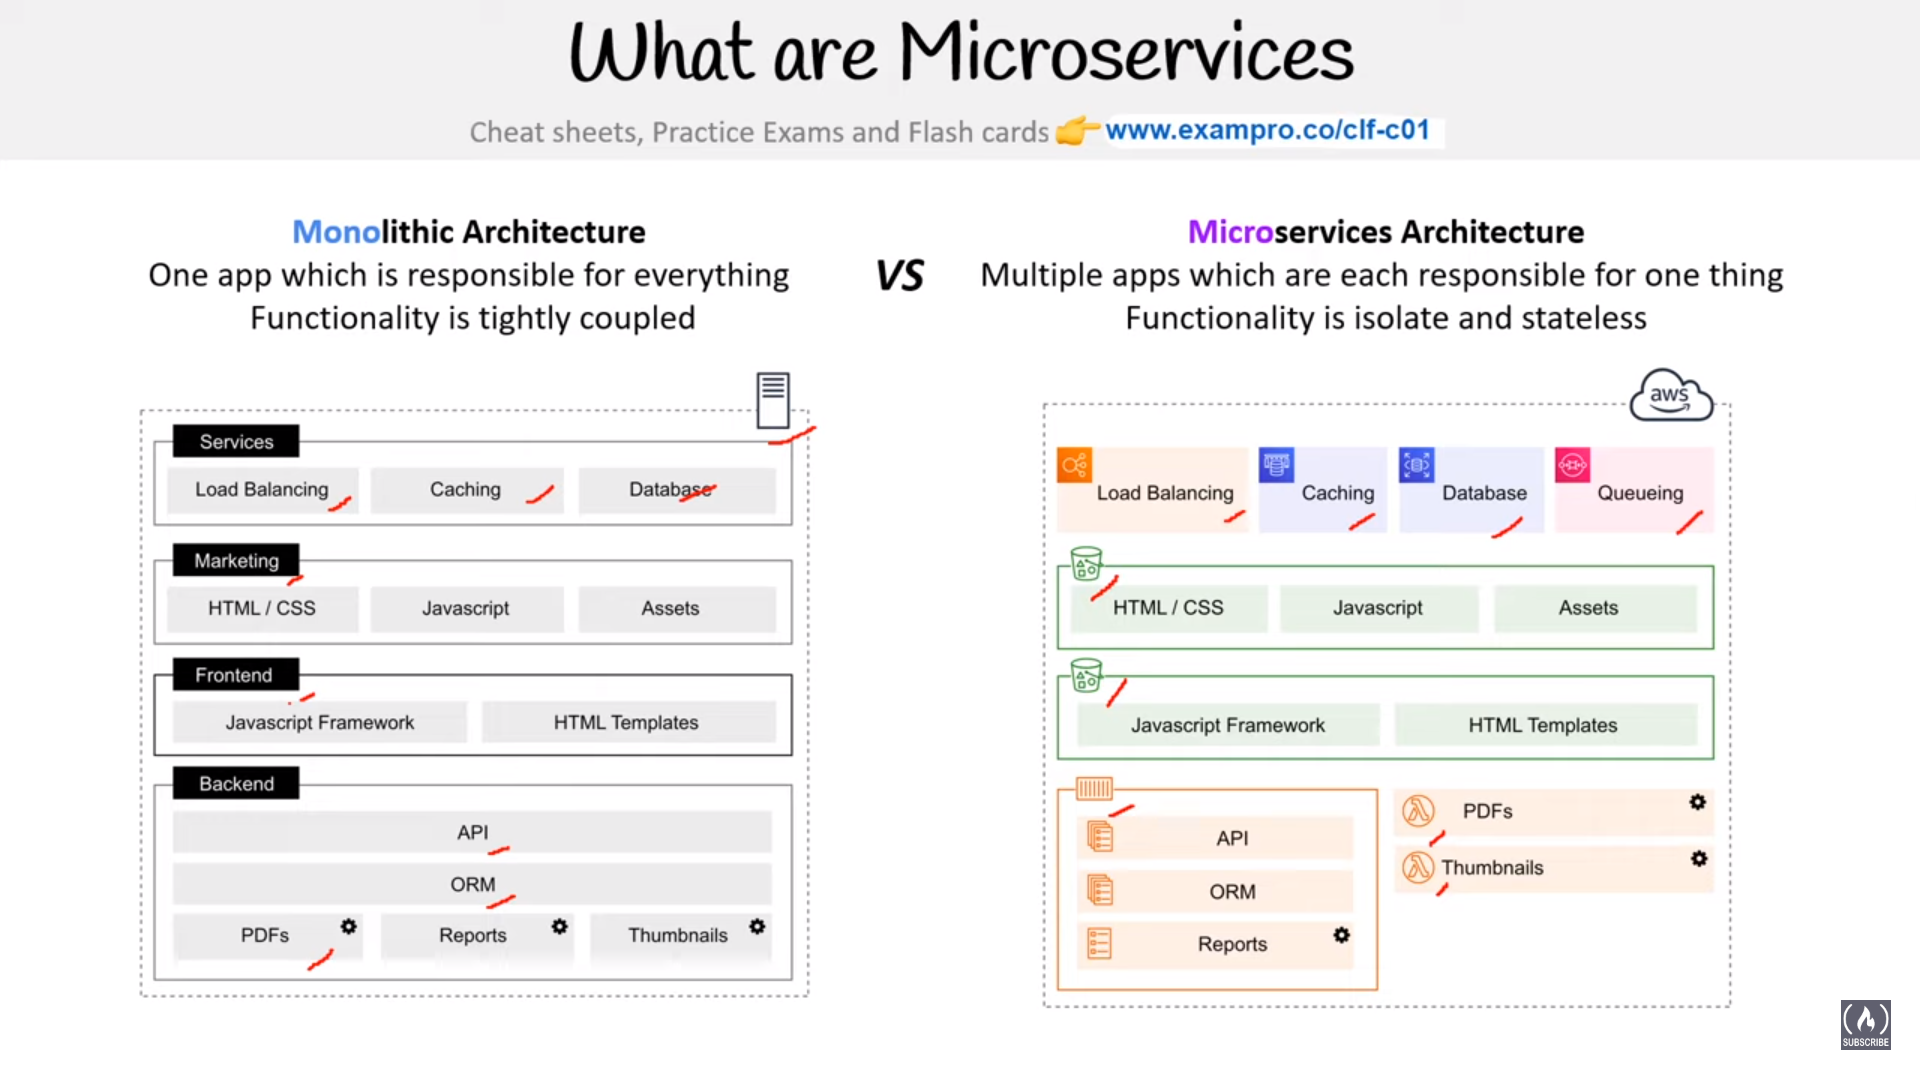 What are Microservices
Cheat sheets, Practice Exams and Flash cards 👉 www.exampro.co/clf-c01
Monolithic Architecture
One app which is responsible for everything
Functionality is tightly coupled
VS
Microservices Architecture
Multiple apps which are each responsible for one thing
Functionality is isolate and stateless
Services
Load Balancing
Caching
Database
Marketing
HTML / CSS
Javascript
Assets
Frontend
Javascript Framework
HTML Templates
Backend
API
ORM
PDFs
Reports
Thumbnails
aws
Load Balancing
Caching
Database
Queueing
HTML / CSS
Javascript
Assets
Javascript Framework
HTML Templates
API
ORM
Reports
PDFs
Thumbnails
SUBSCRIBE